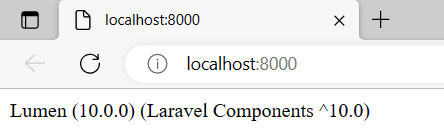 localhost:8000
localhost:8000
Lumen (10.0.0) (Laravel Components ^10.0)